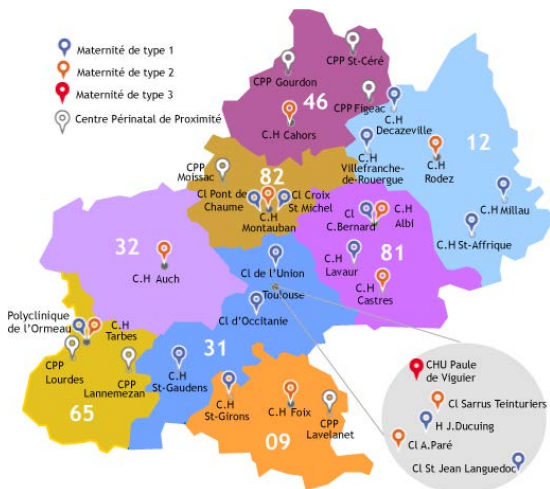 Maternité de type 1
Maternité de type 2
Maternité de type 3
Centre Périnatal de Proximité
CPP St-Céré
CPP Gourdon
46
CPP Figeac
C.H Cahors
C.H
Decazeville
12
C.H
Villefranche-
de-Rouergue
C.H
Rodez
C.H Millau
C.H St-Affrique
CPP
Moissac
82
Cl Pont de
Chaume
Cl Croix
St Michel
C.H
Montauban
Cl
C.Bernard
C.H
Albi
81
C.H
Lavaur
C.H
Castres
32
C.H Auch
Cl de l'Union
Toulouse
Cl d'Occitanie
31
Polyclinique
de l'Ormeau
C.H
Tarbes
CPP
Lourdes
CPP
Lannemezan
65
C.H
St-Gaudens
C.H
St-Girons
C.H Foix
CPP
Lavelanet
09
CHU Paule
de Viguier
Cl Sarrus Teinturiers
H J.Ducuing
Cl A.Paré
Cl St Jean Languedoc